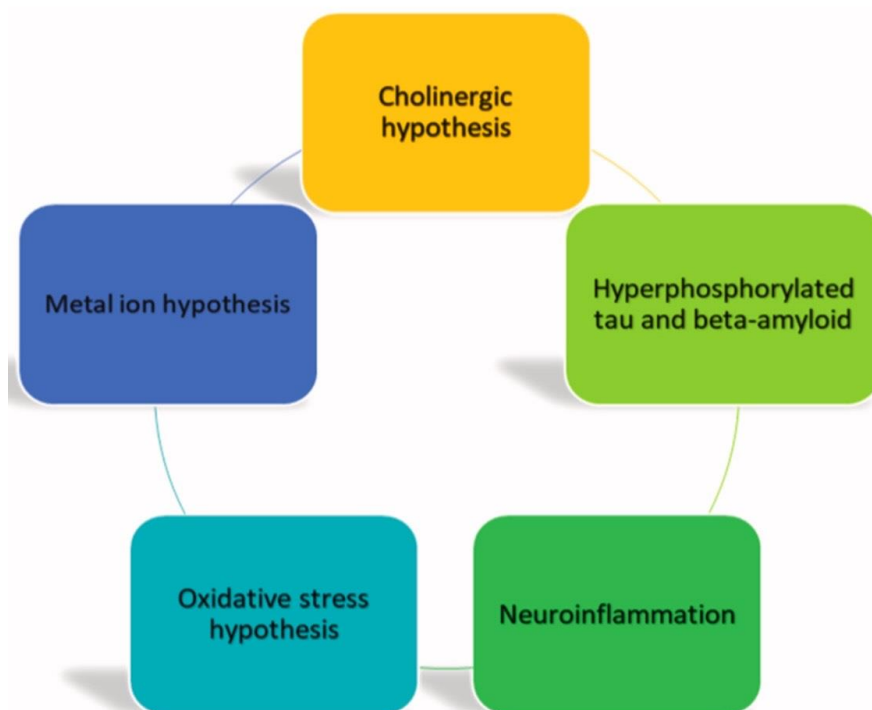 Cholinergic
hypothesis
Hyperphosphorylated
tau and beta-amyloid
Neuroinflammation
Oxidative stress
hypothesis
Metal ion hypothesis